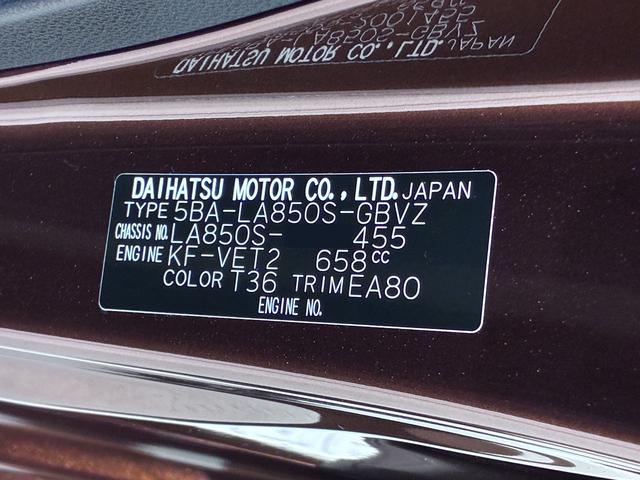 DAIHATSU MOTOR CO., LTD. JAPAN
TYPE 5BA-LA850S-GBVZ
CHASSIS NO. LA850S- 455
ENGINE KF-VET2 658cc
COLOR T36 TRIM EA80
ENGINE NO.